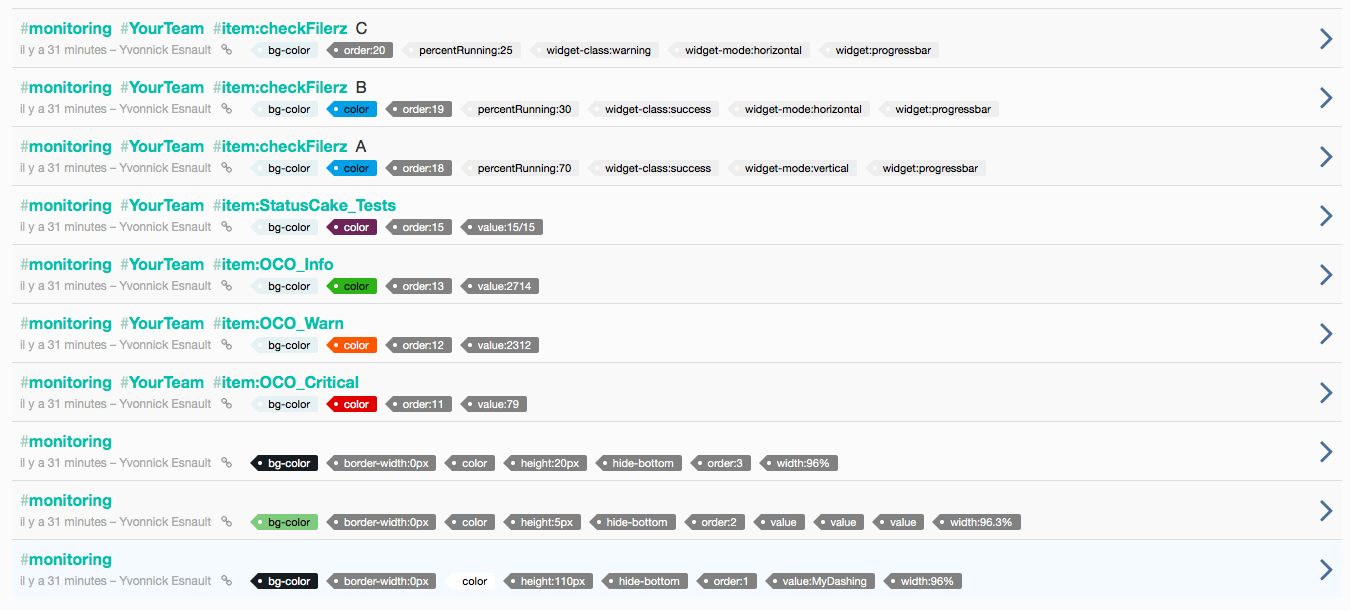 #monitoring #YourTeam #item:checkFilerz C
il y a 31 minutes – Yvonnick Esnault bg-color order:20 percentRunning:25 widget-class:warning widget-mode:horizontal widget:progressbar
#monitoring #YourTeam #item:checkFilerz B
il y a 31 minutes – Yvonnick Esnault bg-color color order:19 percentRunning:30 widget-class:success widget-mode:horizontal widget:progressbar
#monitoring #YourTeam #item:checkFilerz A
il y a 31 minutes – Yvonnick Esnault bg-color color order:18 percentRunning:70 widget-class:success widget-mode:vertical widget:progressbar
#monitoring #YourTeam #item:StatusCake_Tests
il y a 31 minutes – Yvonnick Esnault bg-color color order:15 value:15/15
#monitoring #YourTeam #item:OCO_Info
il y a 31 minutes – Yvonnick Esnault bg-color color order:13 value:2714
#monitoring #YourTeam #item:OCO_Warn
il y a 31 minutes – Yvonnick Esnault bg-color color order:12 value:2312
#monitoring #YourTeam #item:OCO_Critical
il y a 31 minutes – Yvonnick Esnault bg-color color order:11 value:79
#monitoring
il y a 31 minutes – Yvonnick Esnault bg-color border-width:0px color height:20px hide-bottom order:3 width:96%
#monitoring
il y a 31 minutes – Yvonnick Esnault bg-color border-width:0px color height:5px hide-bottom order:2 value value value width:96.3%
#monitoring
il y a 31 minutes – Yvonnick Esnault bg-color border-width:0px color height:110px hide-bottom order:1 value:MyDashing width:96%